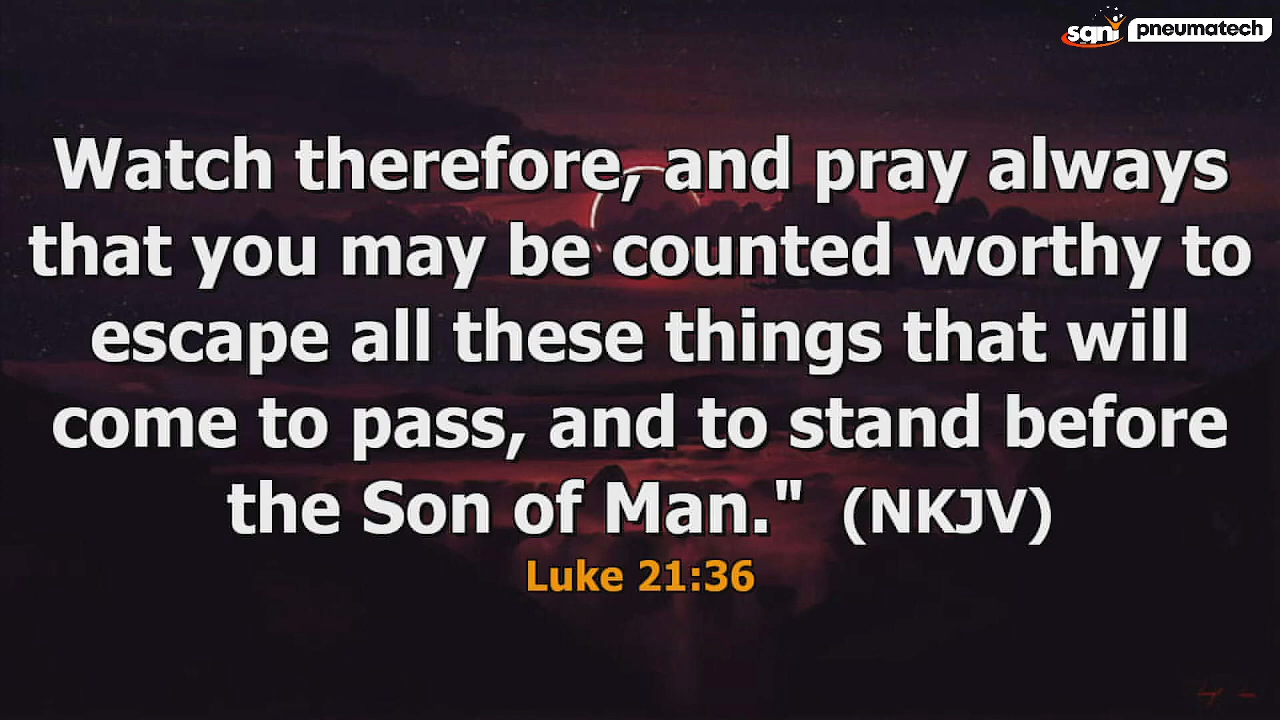 sqni pneumatech
Watch therefore, and pray always
that you may be counted worthy to
escape all these things that will
come to pass, and to stand before
the Son of Man." (NKJV)
Luke 21:36